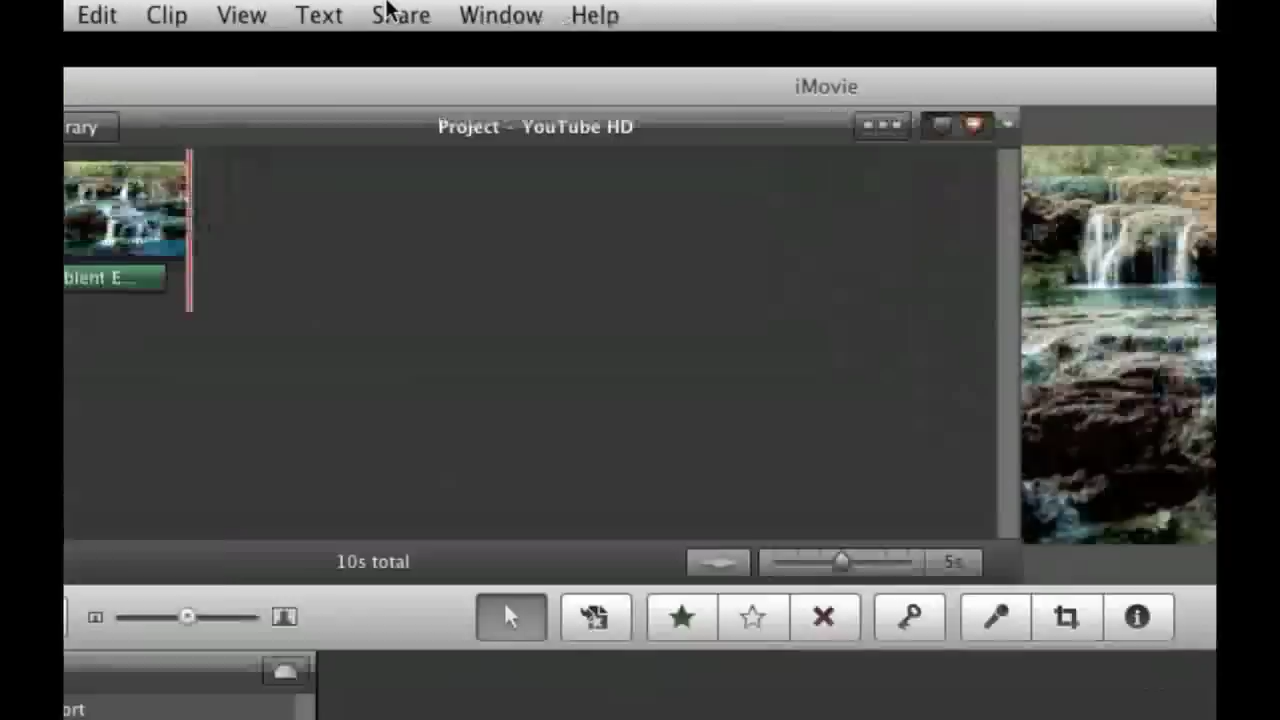 Edit Clip View Text Share Window Help
iMovie
rary
Project - YouTube HD
bient E...
10s total
5s
ort